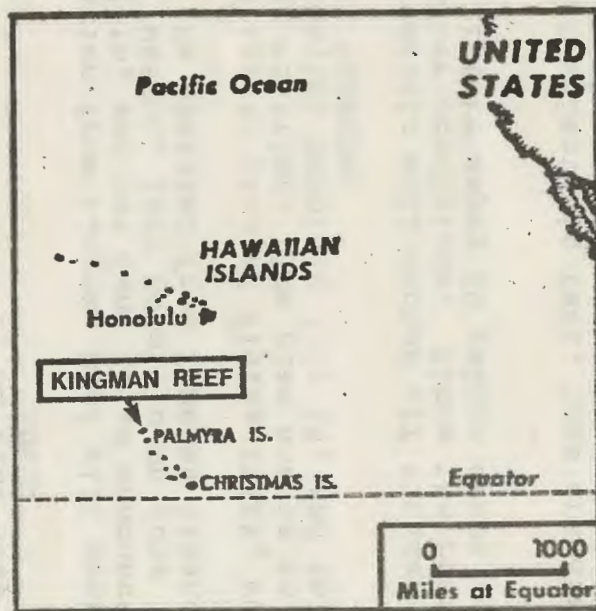 Pacific Ocean
UNITED
STATES
HAWAIIAN
ISLANDS
Honolulu
KINGMAN REEF
PALMYRA IS.
CHRISTMAS IS.
Equator
0 1000
Miles at Equator